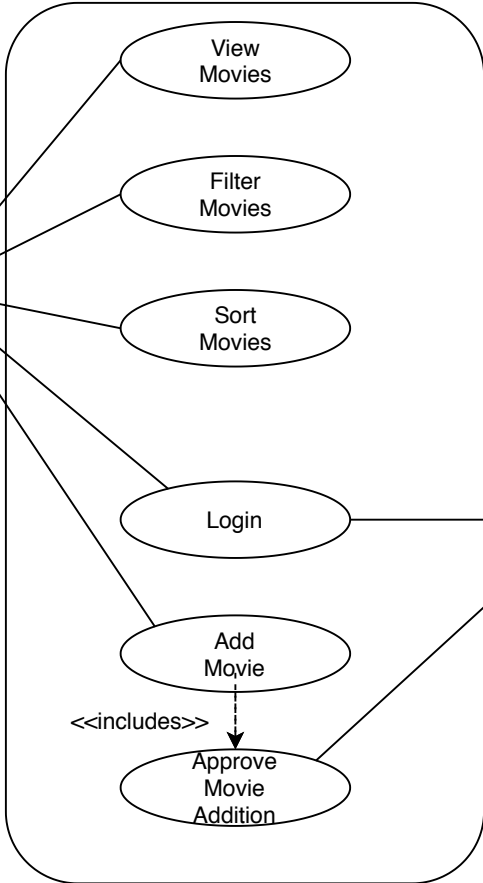 View
Movies
Filter
Movies
Sort
Movies
Login
Add
Movie
<<includes>>
Approve
Movie
Addition